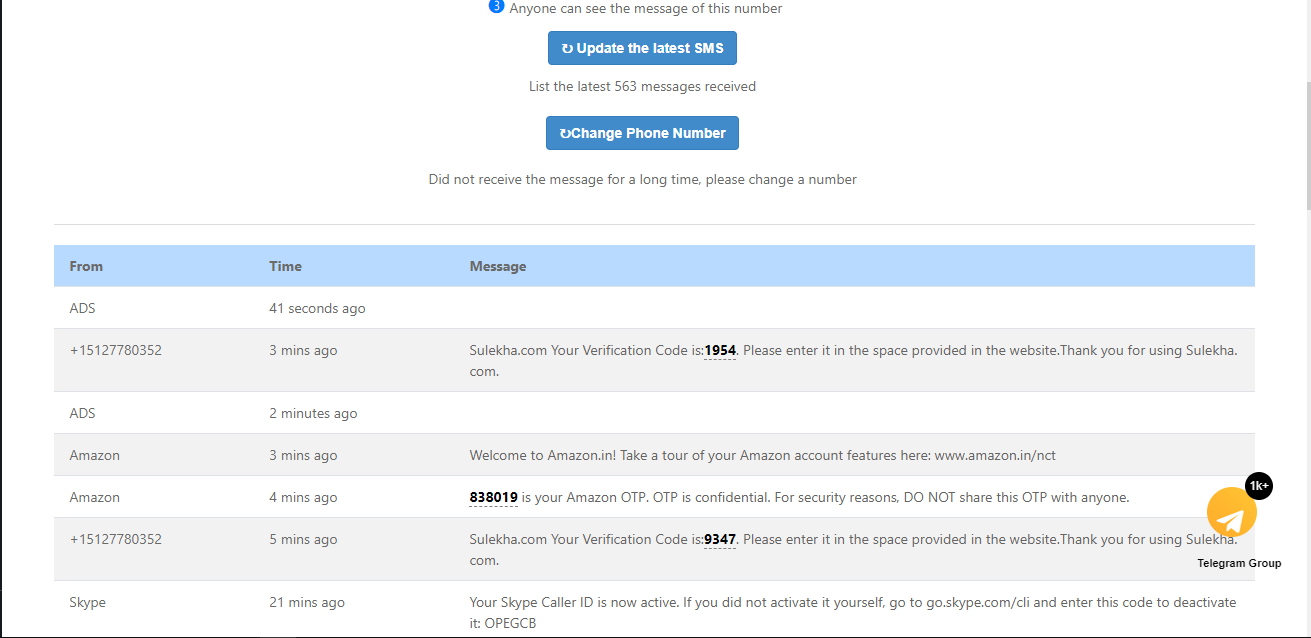 3 Anyone can see the message of this number
↻ Update the latest SMS
List the latest 563 messages received
↻Change Phone Number
Did not receive the message for a long time, please change a number
From Time Message
ADS 41 seconds ago
+15127780352 3 mins ago Sulekha.com Your Verification Code is:1954. Please enter it in the space provided in the website.Thank you for using Sulekha.
com.
ADS 2 minutes ago
Amazon 3 mins ago Welcome to Amazon.in! Take a tour of your Amazon account features here: www.amazon.in/nct
Amazon 4 mins ago 838019 is your Amazon OTP. OTP is confidential. For security reasons, DO NOT share this OTP with anyone.
1k+
+15127780352 5 mins ago Sulekha.com Your Verification Code is:9347. Please enter it in the space provided in the website.Thank you for using Sulekha.
com.
Telegram Group
Skype 21 mins ago Your Skype Caller ID is now active. If you did not activate it yourself, go to go.skype.com/cli and enter this code to deactivate
it: OPEGCB